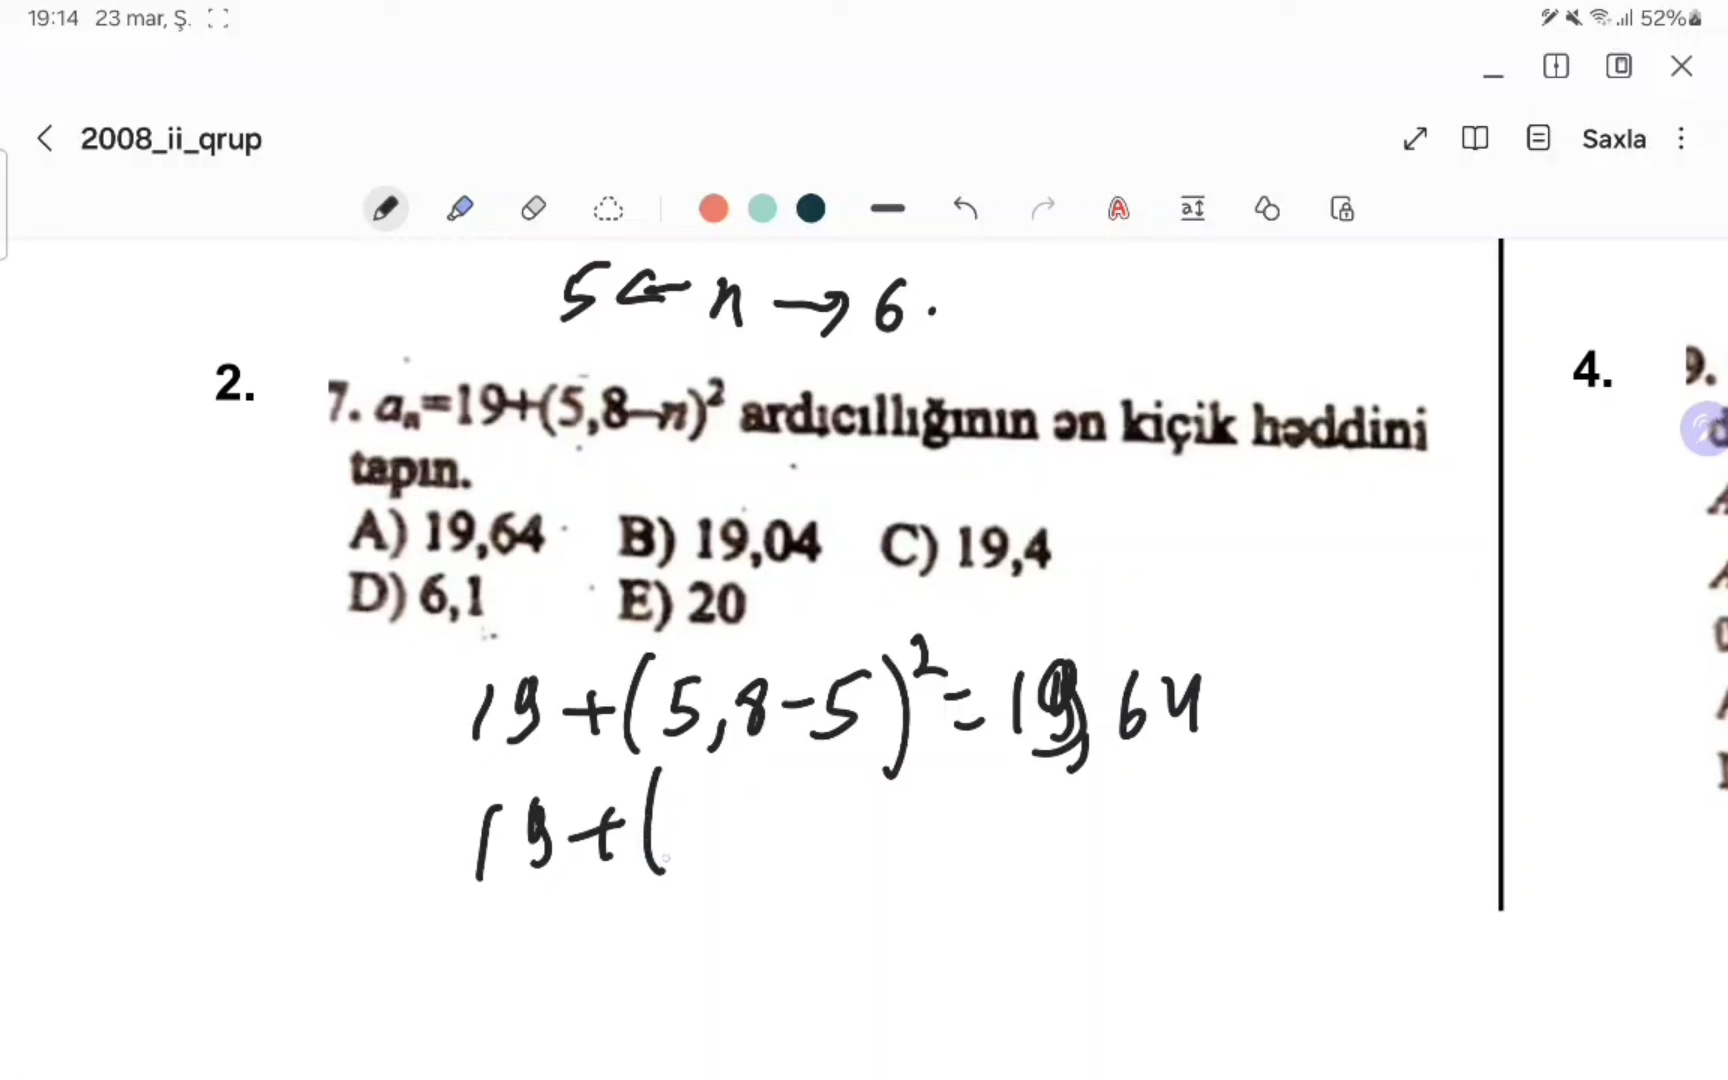 19:14 23 mar, Ş. 52%
2008_ii_qrup Saxla
5 ← n → 6.
2. 7. aₙ=19+(5,8–n)² ardıcıllığının ən kiçik həddini
tapın.
A) 19,64 B) 19,04 C) 19,4
D) 6,1 E) 20
19+(5,8-5)²=19,64
19+(
4. 9.